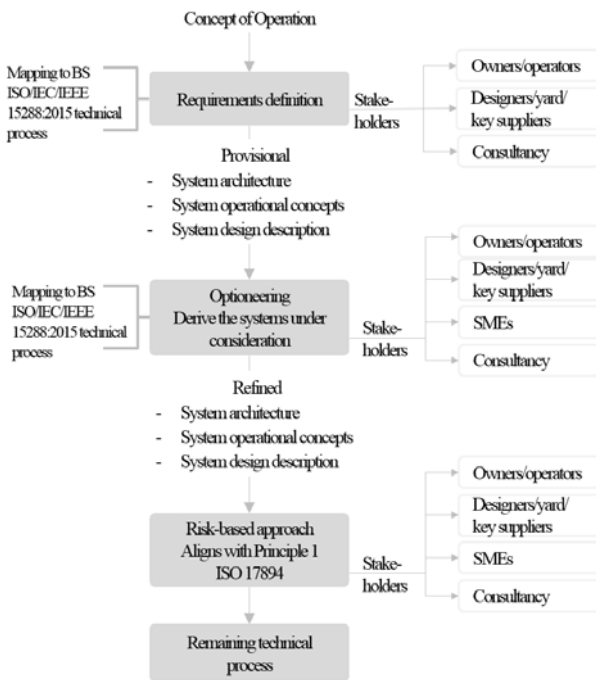 Concept of Operation
Mapping to BS
ISO/IEC/IEEE
15288:2015 technical
process
Requirements definition
Stake-
holders
Owners/operators
Designers/yard/
key suppliers
Consultancy
Provisional
- System architecture
- System operational concepts
- System design description
Mapping to BS
ISO/IEC/IEEE
15288:2015 technical
process
Optioneering
Derive the systems under
consideration
Stake-
holders
Owners/operators
Designers/yard/
key suppliers
SMEs
Consultancy
Refined
- System architecture
- System operational concepts
- System design description
Risk-based approach
Aligns with Principle 1
ISO 17894
Stake-
holders
Owners/operators
Designers/yard/
key suppliers
SMEs
Consultancy
Remaining technical
process